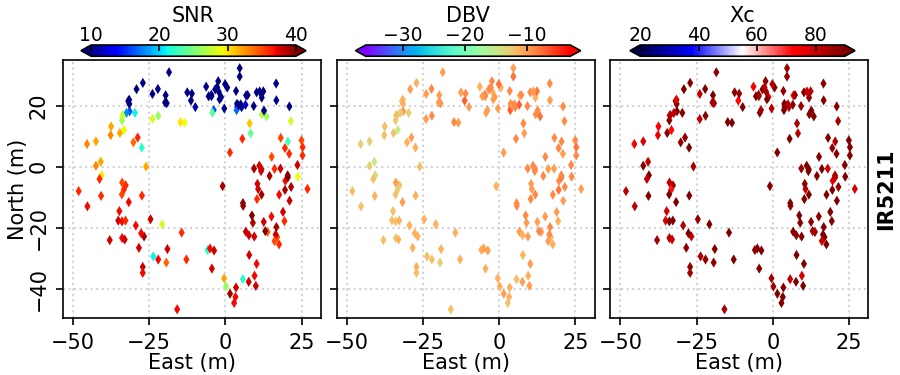 SNR DBV Xc
10 20 30 40 −30 −20 −10 20 40 60 80
North (m)
20
0
−20
−40
IR5211
−50 −25 0 25 −50 −25 0 25 −50 −25 0 25
East (m) East (m) East (m)